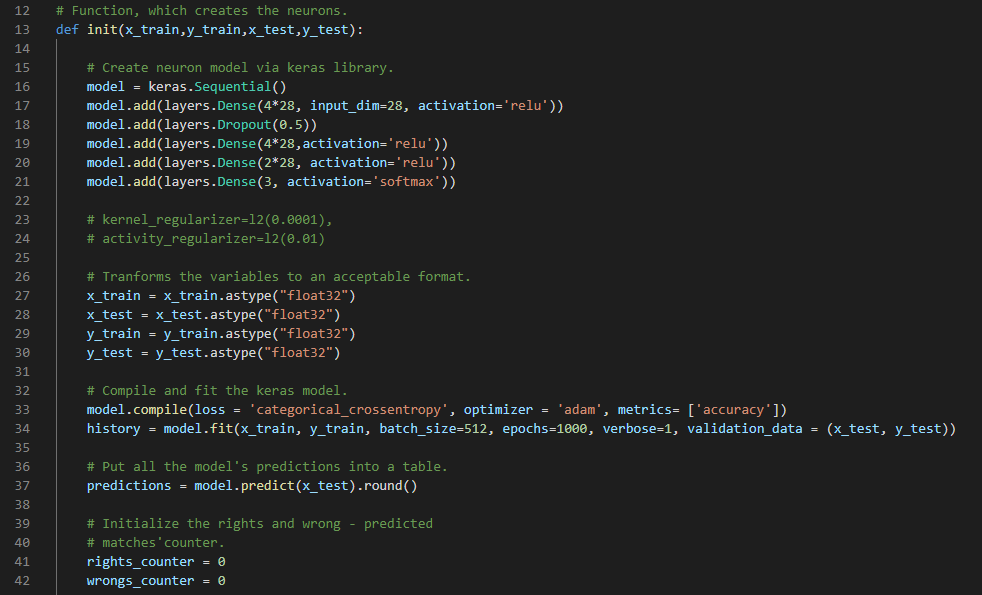 12 # Function, which creates the neurons.
13 def init(x_train,y_train,x_test,y_test):
14
15 # Create neuron model via keras library.
16 model = keras.Sequential()
17 model.add(layers.Dense(4*28, input_dim=28, activation='relu'))
18 model.add(layers.Dropout(0.5))
19 model.add(layers.Dense(4*28,activation='relu'))
20 model.add(layers.Dense(2*28, activation='relu'))
21 model.add(layers.Dense(3, activation='softmax'))
22
23 # kernel_regularizer=l2(0.0001),
24 # activity_regularizer=l2(0.01)
25
26 # Tranforms the variables to an acceptable format.
27 x_train = x_train.astype("float32")
28 x_test = x_test.astype("float32")
29 y_train = y_train.astype("float32")
30 y_test = y_test.astype("float32")
31
32 # Compile and fit the keras model.
33 model.compile(loss = 'categorical_crossentropy', optimizer = 'adam', metrics= ['accuracy'])
34 history = model.fit(x_train, y_train, batch_size=512, epochs=1000, verbose=1, validation_data = (x_test, y_test))
35
36 # Put all the model's predictions into a table.
37 predictions = model.predict(x_test).round()
38
39 # Initialize the rights and wrong - predicted
40 # matches'counter.
41 rights_counter = 0
42 wrongs_counter = 0